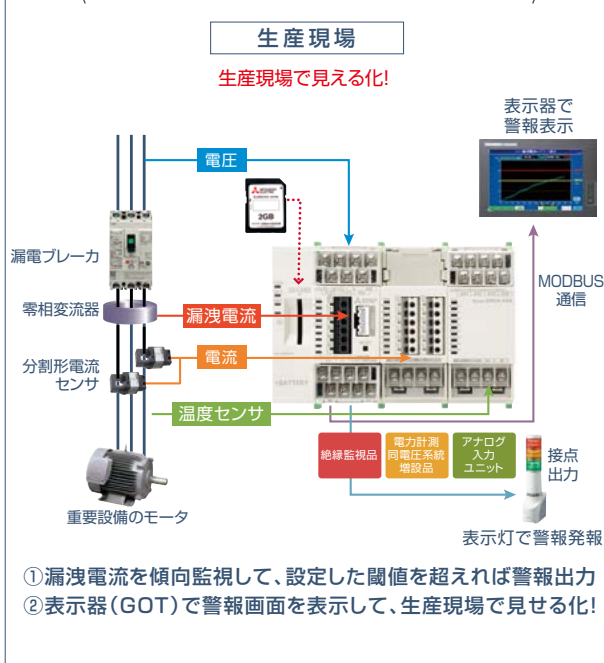 生産現場
生産現場で見える化!
表示器で
警報表示
電圧
2GB
漏電ブレーカ
MODBUS
通信
零相変流器
漏洩電流
分割形電流
センサ
電流
温度センサ
絶縁監視品
電力計測
同電圧系統
増設品
アナログ
入力
ユニット
接点
出力
重要設備のモータ
表示灯で警報発報
①漏洩電流を傾向監視して、設定した閾値を超えれば警報出力
②表示器(GOT)で警報画面を表示して、生産現場で見せる化!